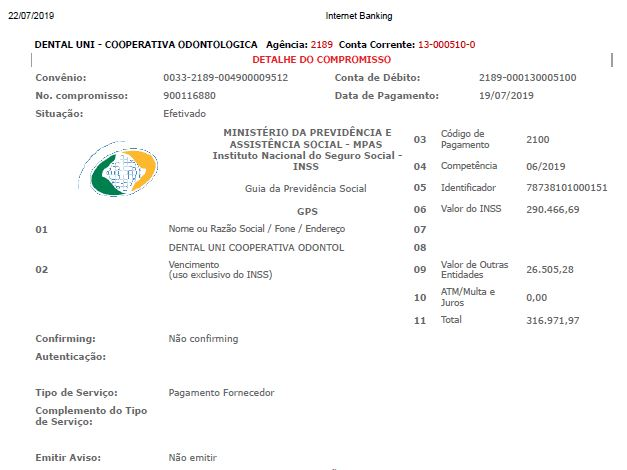 22/07/2019 Internet Banking
DENTAL UNI - COOPERATIVA ODONTOLOGICA Agência: 2189 Conta Corrente: 13-000510-0
DETALHE DO COMPROMISSO
Convênio: 0033-2189-004900009512 Conta de Débito: 2189-000130005100
No. compromisso: 900116880 Data de Pagamento: 19/07/2019
Situação: Efetivado
MINISTÉRIO DA PREVIDÊNCIA E
ASSISTÊNCIA SOCIAL - MPAS
Instituto Nacional do Seguro Social -
INSS
Guia da Previdência Social
GPS
03 Código de
Pagamento 2100
04 Competência 06/2019
05 Identificador 78738101000151
06 Valor do INSS 290.466,69
01 Nome ou Razão Social / Fone / Endereço 07
DENTAL UNI COOPERATIVA ODONTOL 08
02 Vencimento
(uso exclusivo do INSS)
09 Valor de Outras
Entidades 26.505,28
10 ATM/Multa e
Juros 0,00
11 Total 316.971,97
Confirming: Não confirming
Autenticação:
Tipo de Serviço: Pagamento Fornecedor
Complemento do Tipo
de Serviço:
Emitir Aviso: Não emitir